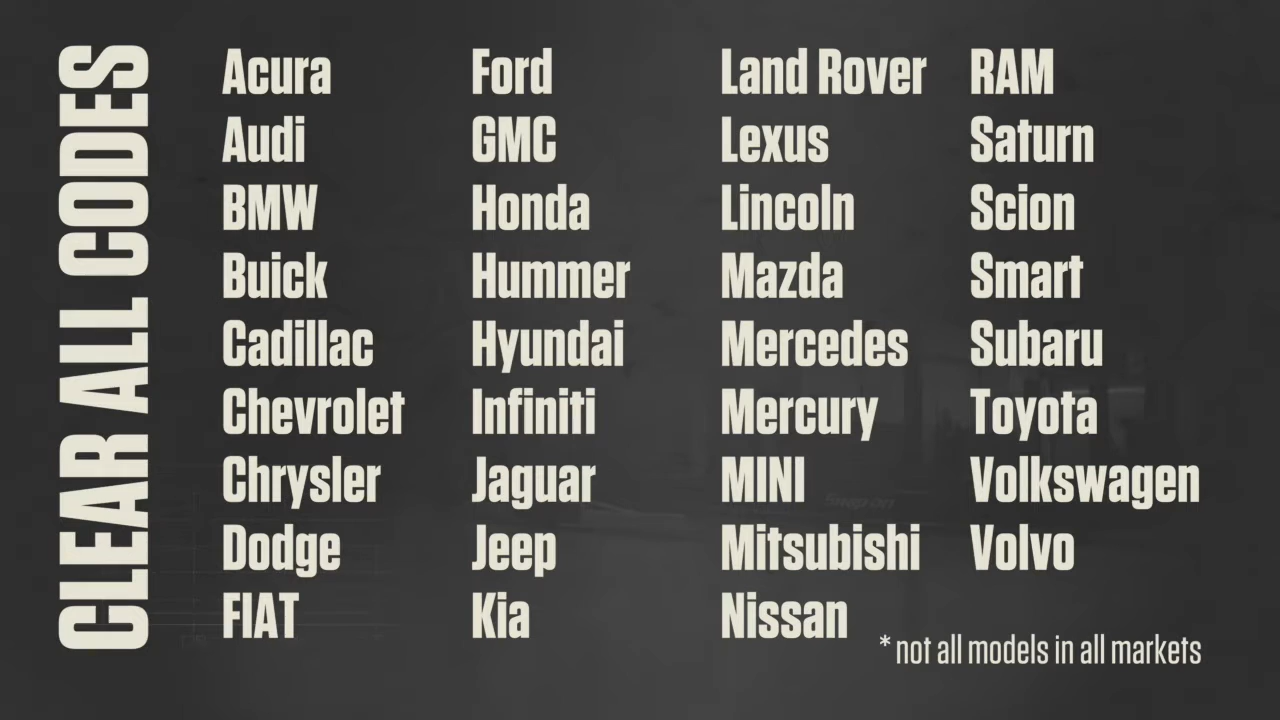 CLEAR ALL CODES
Acura
Audi
BMW
Buick
Cadillac
Chevrolet
Chrysler
Dodge
FIAT
Ford
GMC
Honda
Hummer
Hyundai
Infiniti
Jaguar
Jeep
Kia
Land Rover
Lexus
Lincoln
Mazda
Mercedes
Mercury
MINI
Mitsubishi
Nissan
RAM
Saturn
Scion
Smart
Subaru
Toyota
Volkswagen
Volvo
* not all models in all markets
Snap-on